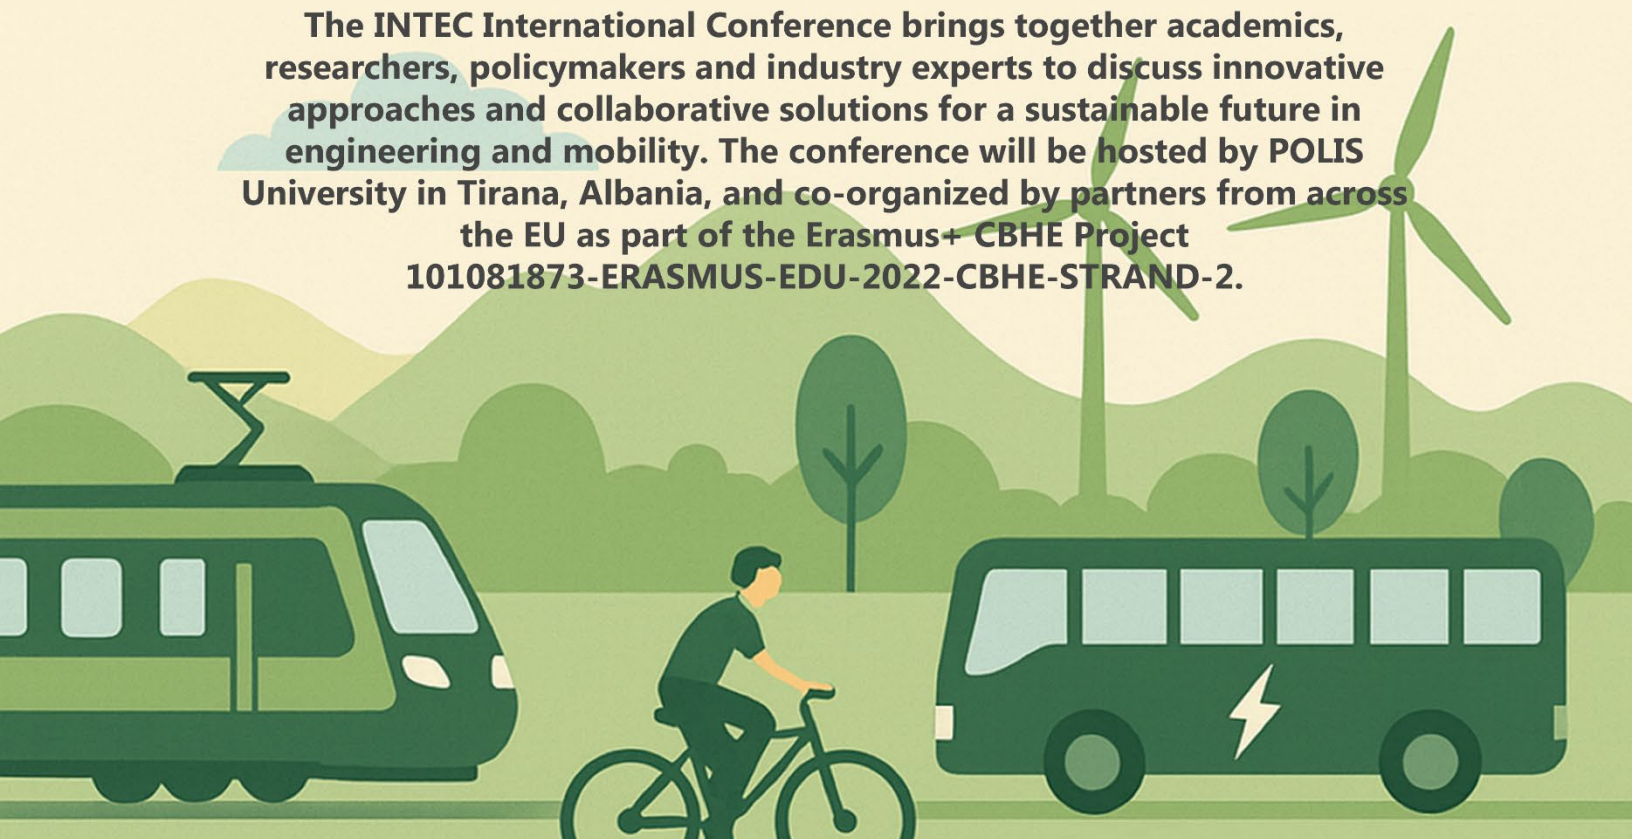 The INTEC International Conference brings together academics,
researchers, policymakers and industry experts to discuss innovative
approaches and collaborative solutions for a sustainable future in
engineering and mobility. The conference will be hosted by POLIS
University in Tirana, Albania, and co-organized by partners from across
the EU as part of the Erasmus+ CBHE Project
101081873-ERASMUS-EDU-2022-CBHE-STRAND-2.